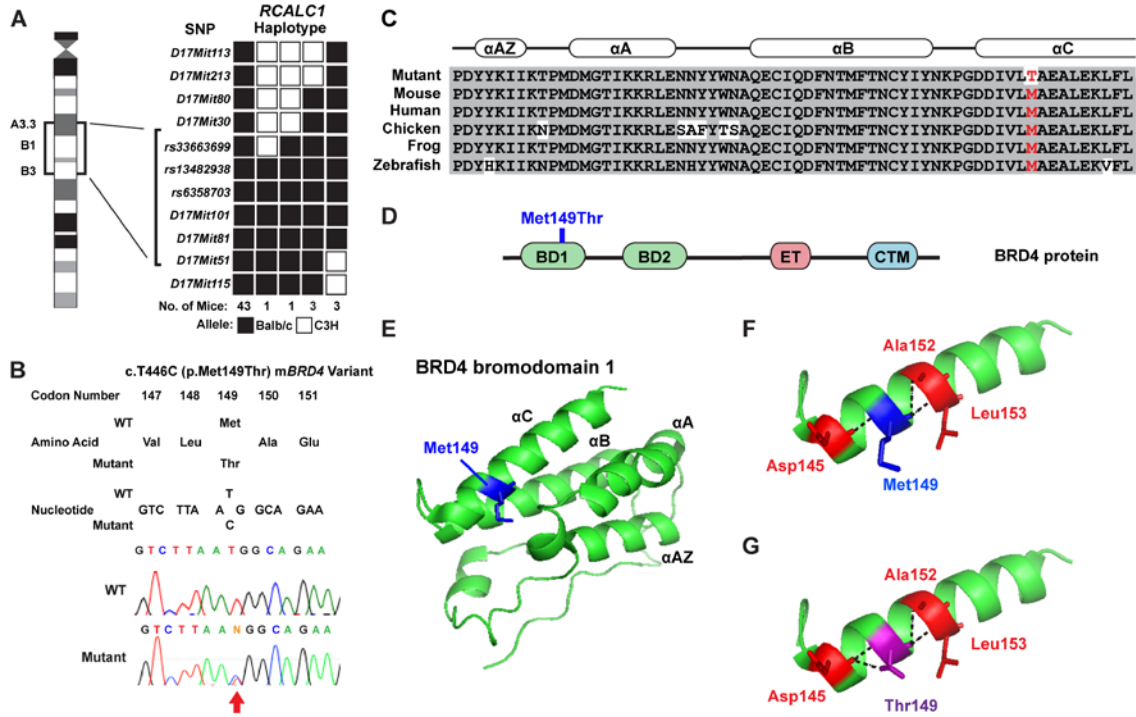 A
SNP
RCALC1
Haplotype
D17Mit113
D17Mit213
D17Mit80
D17Mit30
rs33663699
rs13482938
rs6358703
D17Mit101
D17Mit81
D17Mit51
D17Mit115
A3.3
B1
B3
No. of Mice: 43 1 1 3 3
Allele: Balb/c C3H
B
c.T446C (p.Met149Thr) mBRD4 Variant
Codon Number 147 148 149 150 151
WT Met
Amino Acid Val Leu Ala Glu
Mutant Thr
WT T
Nucleotide GTC TTA A G GCA GAA
Mutant C
G T C T T A A T G G C A G A A
WT
G T C T T A A N G G C A G A A
Mutant
C
αAZ αA αB αC
Mutant PDYYKIIKTPMDMGTIKKRLENNYYWNAQECIQDFNTMFTNCYIYNKPGDDIVLTAEALEKLFL
Mouse PDYYKIIKTPMDMGTIKKRLENNYYWNAQECIQDFNTMFTNCYIYNKPGDDIVLMAEALEKLFL
Human PDYYKIIKTPMDMGTIKKRLENNYYWNAQECIQDFNTMFTNCYIYNKPGDDIVLMAEALEKLFL
Chicken PDYYKIIKNPMDMGTIKKRLESAFYTSAQECIQDFNTMFTNCYIYNKPGDDIVLMAEALEKLFL
Frog PDYYKIIKTPMDMGTIKKRLENNYYWNAQECIQDFNTMFTNCYIYNKPGDDIVLMAEALEKLFL
Zebrafish PDYHKIIKNPMDMGTIKKRLENHYYWNAQECIQDFNTMFTNCYIYNKPGDDIVLMAEALEKVFL
D
Met149Thr
BD1 BD2 ET CTM BRD4 protein
E
BRD4 bromodomain 1
αC
αB
αA
Met149
αAZ
F
Ala152
Leu153
Asp145
Met149
G
Ala152
Leu153
Asp145
Thr149